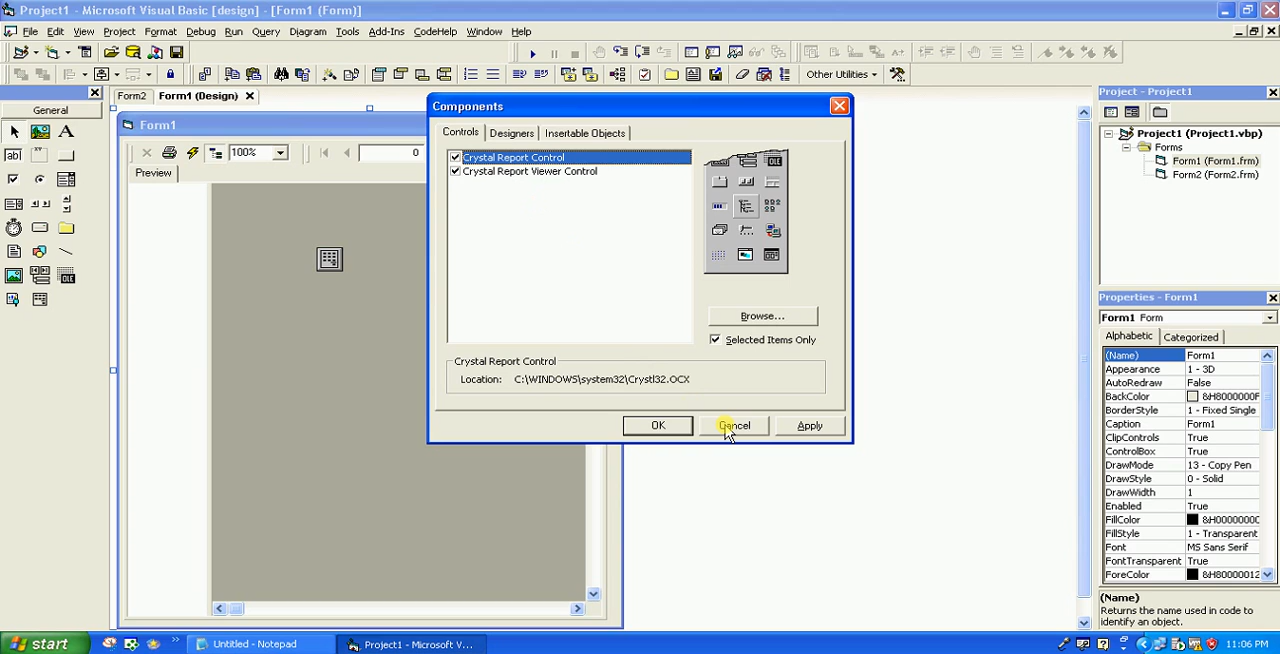 Project1 - Microsoft Visual Basic [design] - [Form1 (Form)]
File Edit View Project Format Debug Run Query Diagram Tools Add-Ins CodeHelp Window Help
Other Utilities
General
Form2 Form1 (Design)
Form1
100% 0
Preview
Components
Controls Designers Insertable Objects
Crystal Report Control
Crystal Report Viewer Control
OLE
Browse...
Selected Items Only
Crystal Report Control
Location: C:\WINDOWS\system32\Crystl32.OCX
OK Cancel Apply
Project - Project1
Project1 (Project1.vbp)
Forms
Form1 (Form1.frm)
Form2 (Form2.frm)
Properties - Form1
Form1 Form
Alphabetic Categorized
(Name) Form1
Appearance 1 - 3D
AutoRedraw False
BackColor &H8000000F
BorderStyle 1 - Fixed Single
Caption Form1
ClipControls True
ControlBox True
DrawMode 13 - Copy Pen
DrawStyle 0 - Solid
DrawWidth 1
Enabled True
FillColor &H0000000
FillStyle 1 - Transparent
Font MS Sans Serif
FontTransparent True
ForeColor &H80000012
(Name)
Returns the name used in code to
identify an object.
start Untitled - Notepad Project1 - Microsoft V... 11:06 PM